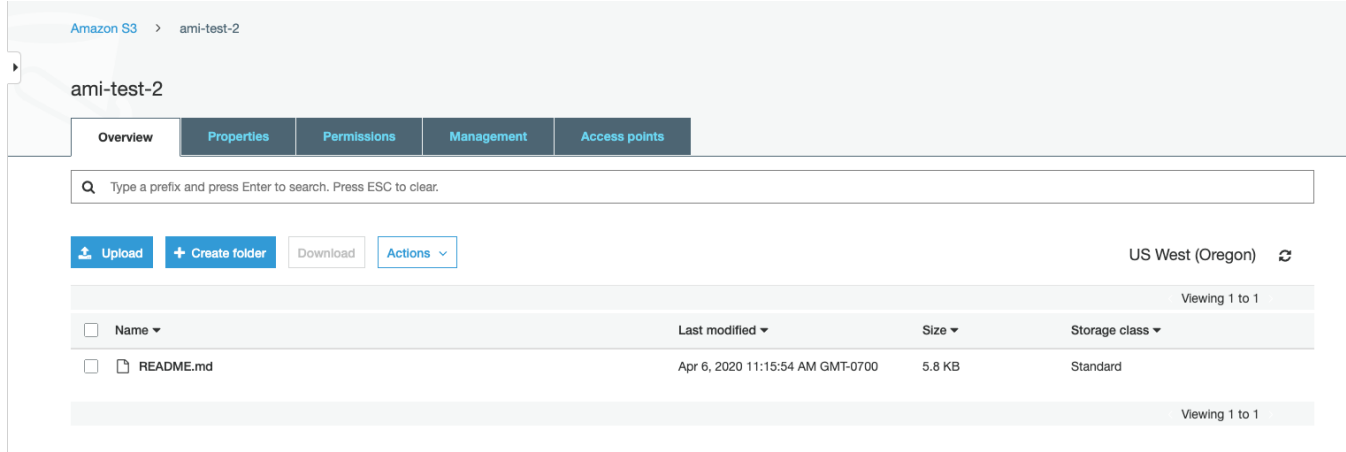 Amazon S3 > ami-test-2
ami-test-2
Overview Properties Permissions Management Access points
Type a prefix and press Enter to search. Press ESC to clear.
Upload + Create folder Download Actions US West (Oregon)
Viewing 1 to 1
Name Last modified Size Storage class
README.md Apr 6, 2020 11:15:54 AM GMT-0700 5.8 KB Standard
Viewing 1 to 1